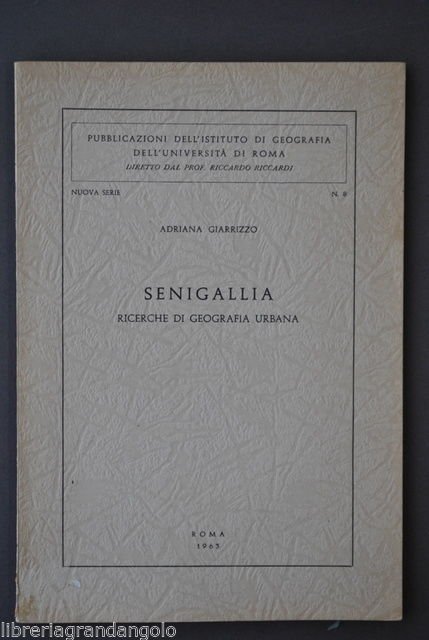 PUBBLICAZIONI DELL'ISTITUTO DI GEOGRAFIA
DELL'UNIVERSITÀ DI ROMA
DIRETTO DAL PROF. RICCARDO RICCARDI
NUOVA SERIE N. 8
ADRIANA GIARRIZZO
SENIGALLIA
RICERCHE DI GEOGRAFIA URBANA
ROMA
1963
libreriagrandangolo